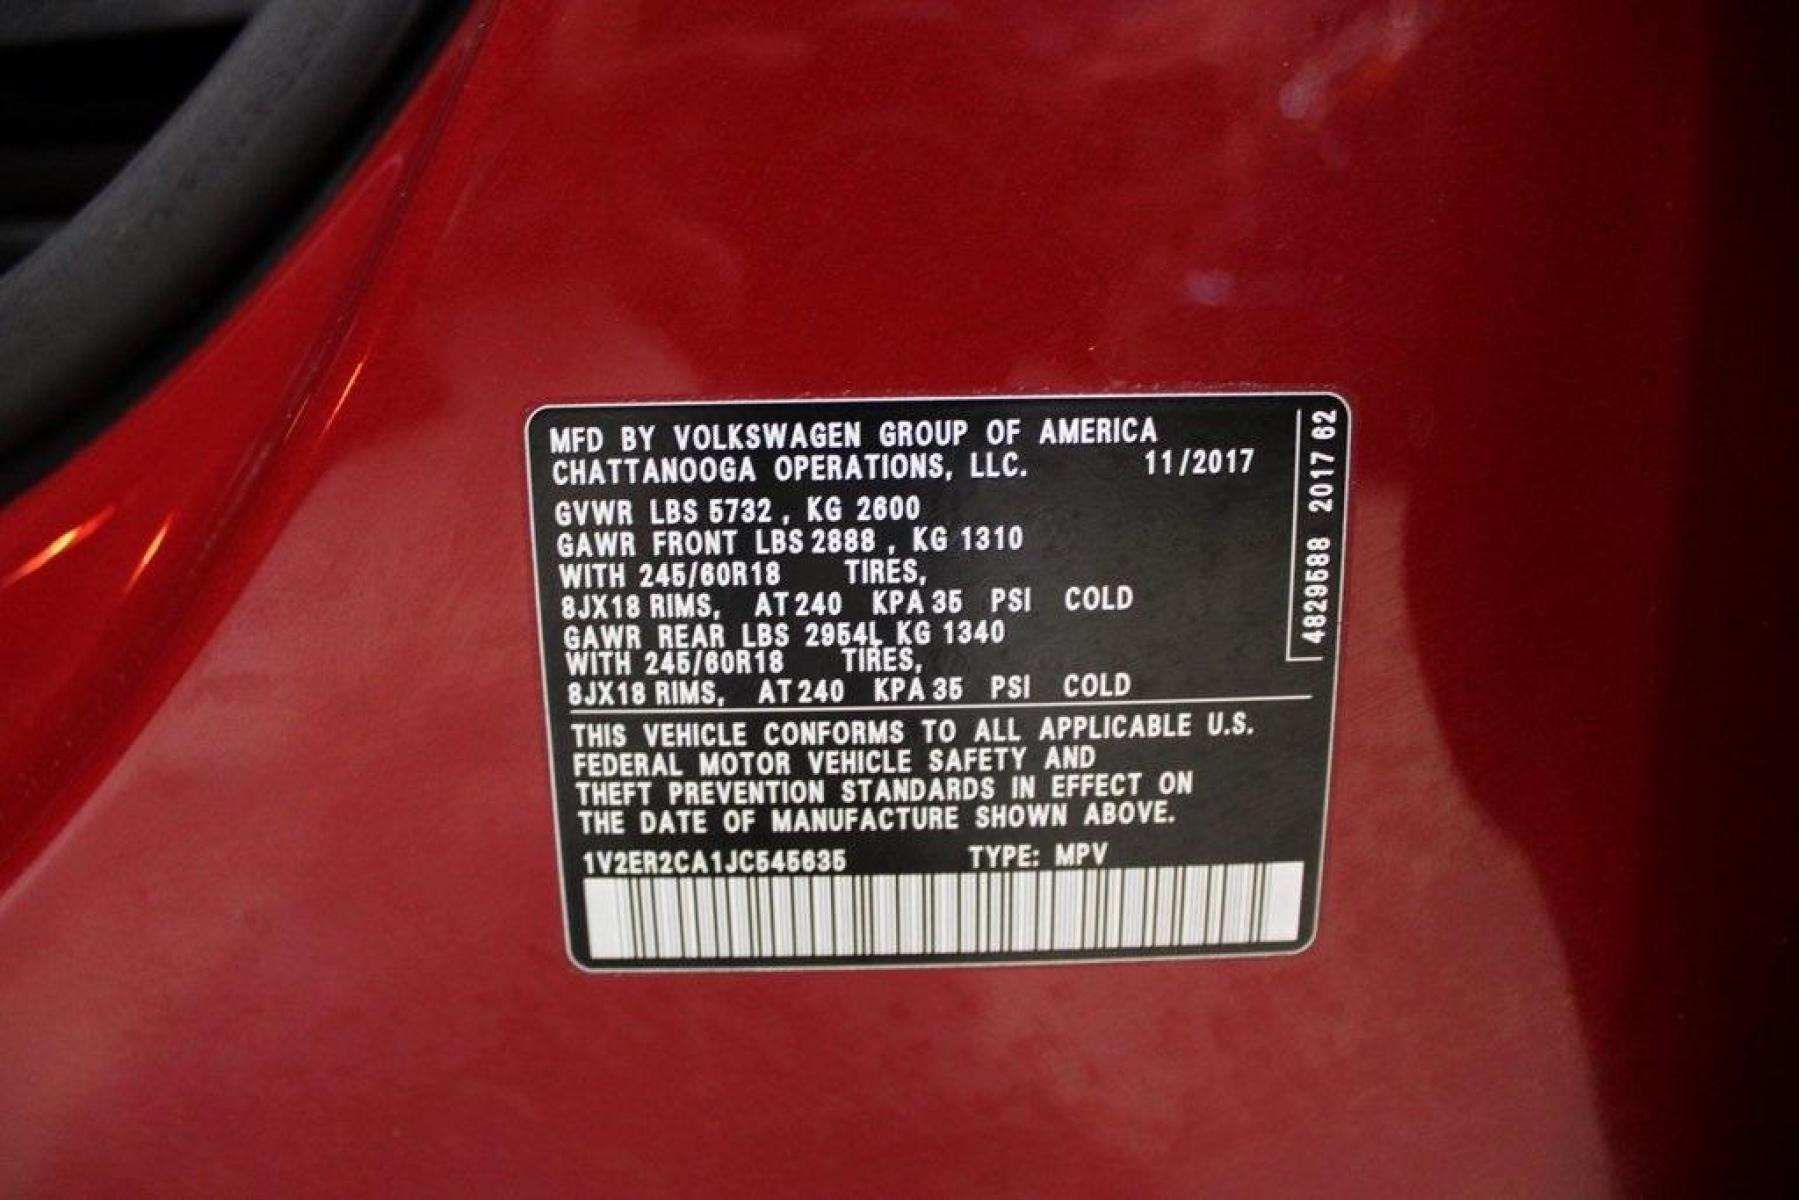 MFD BY VOLKSWAGEN GROUP OF AMERICA
CHATTANOOGA OPERATIONS, LLC. 11/2017
GVWR LBS 5732, KG 2600
GAWR FRONT LBS 2888, KG 1310
WITH 245/60R18 TIRES,
8JX18 RIMS, AT 240 KPA 35 PSI COLD
GAWR REAR LBS 2954L KG 1340
WITH 245/60R18 TIRES,
8JX18 RIMS, AT 240 KPA 35 PSI COLD
THIS VEHICLE CONFORMS TO ALL APPLICABLE U.S.
FEDERAL MOTOR VEHICLE SAFETY AND
THEFT PREVENTION STANDARDS IN EFFECT ON
THE DATE OF MANUFACTURE SHOWN ABOVE.
1V2ER2CA1JC545635 TYPE: MPV
4829588 2017 62